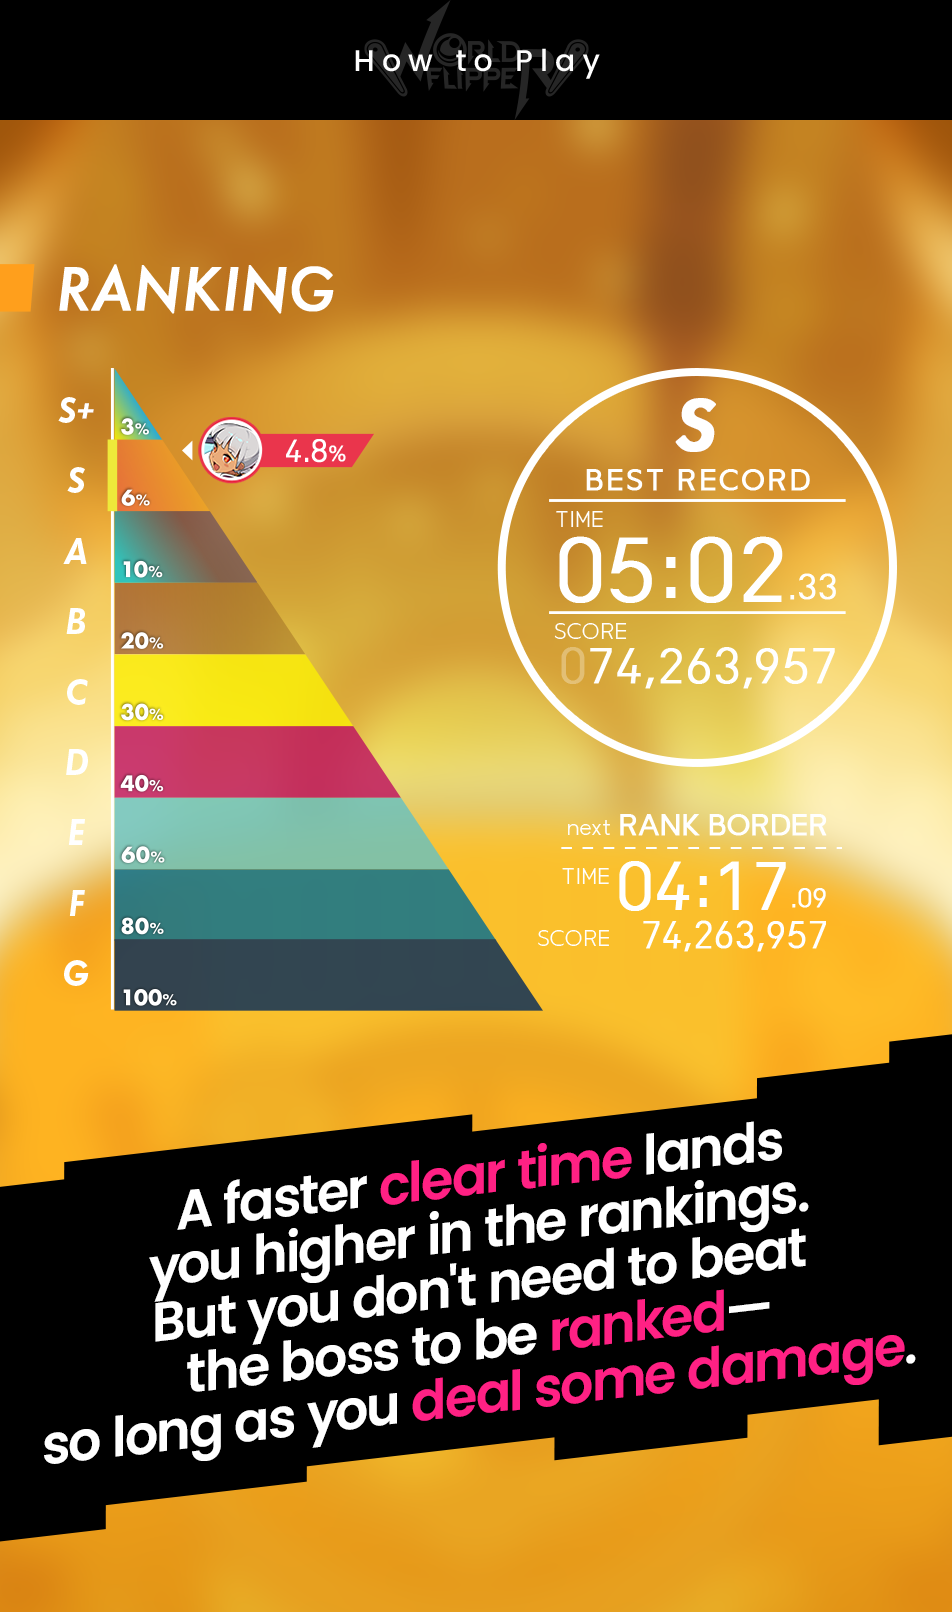 WORLD
FLIPPER
How to Play
RANKING
S+
3%
4.8%
S
6%
A
10%
B
20%
C
30%
D
40%
E
60%
F
80%
G
100%
S
BEST RECORD
TIME
05:02.33
SCORE
074,263,957
next RANK BORDER
TIME 04:17.09
SCORE 74,263,957
A faster clear time lands
you higher in the rankings.
But you don't need to beat
the boss to be ranked—
so long as you deal some damage.